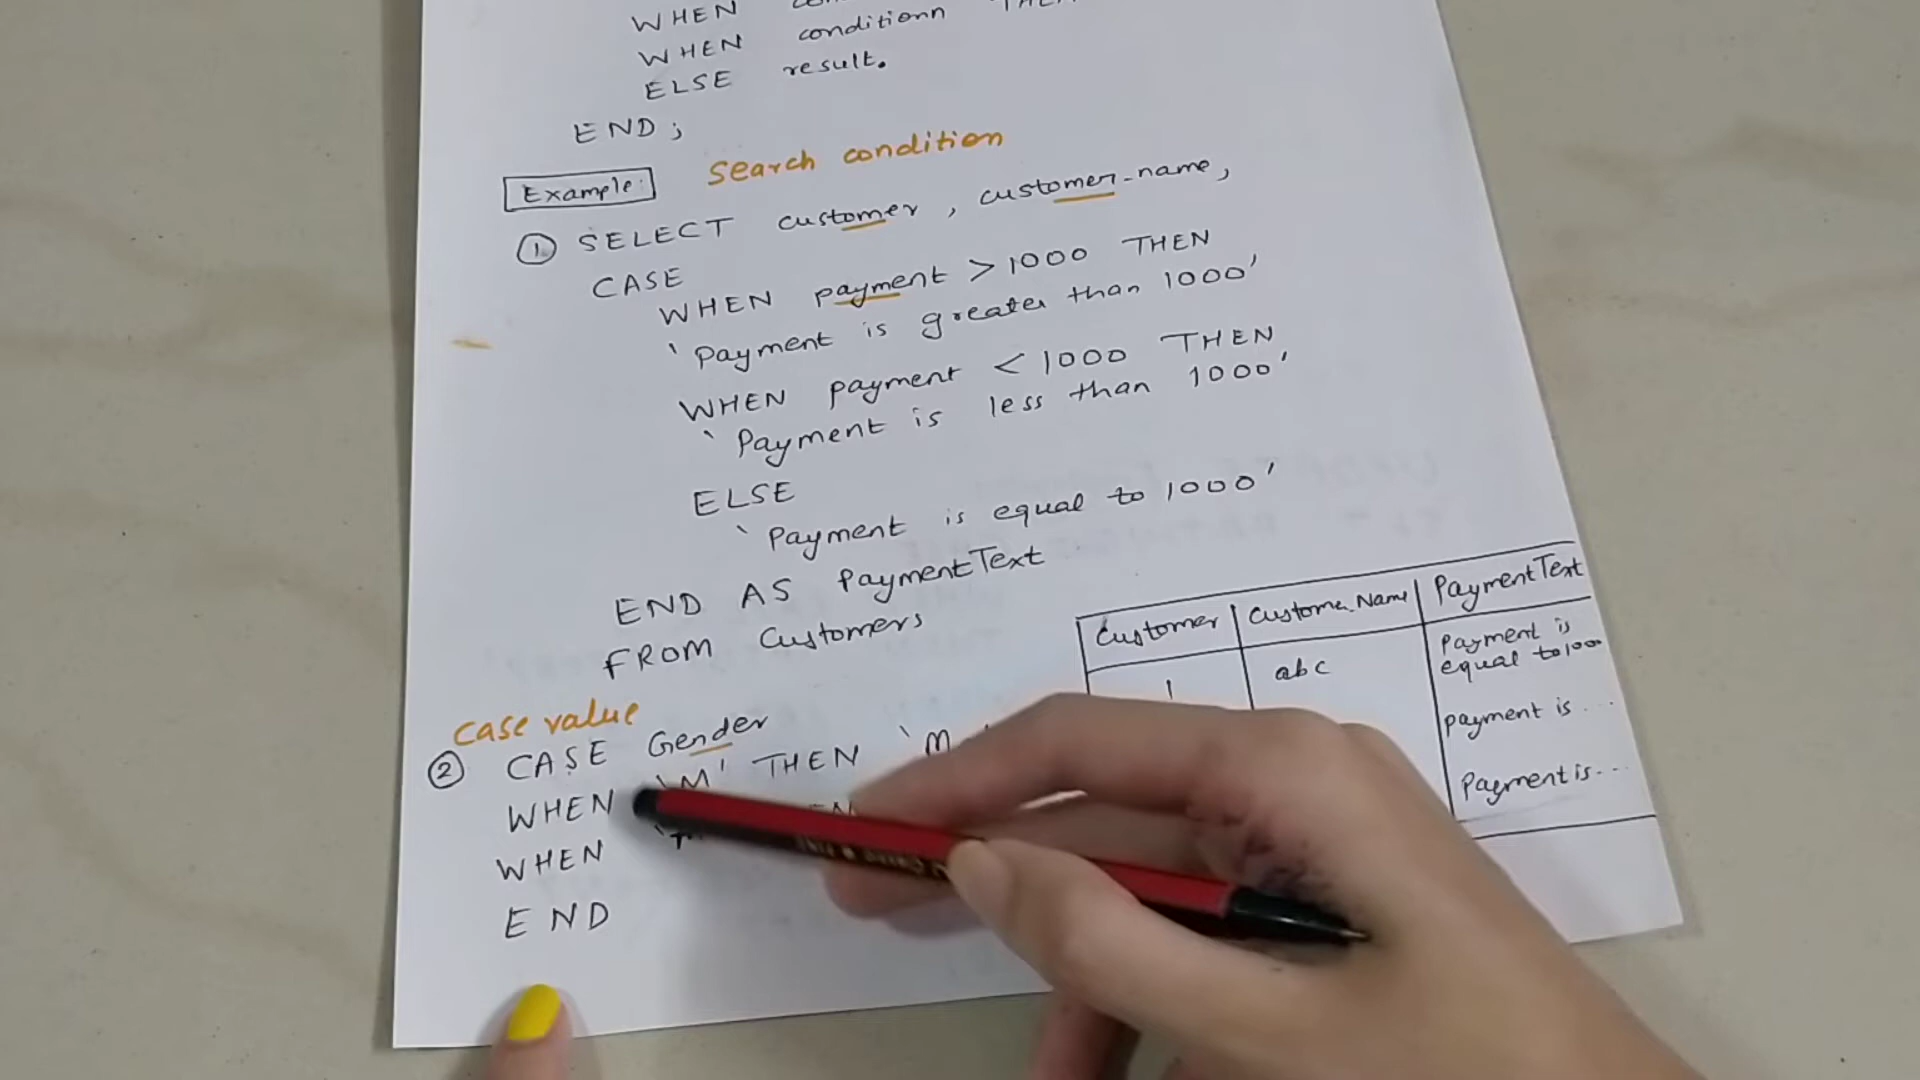 WHEN
WHEN conditionn
ELSE result.
END;
Example: Search condition
① SELECT customer, customer_name,
CASE
WHEN payment > 1000 THEN
'Payment is greater than 1000'
WHEN payment < 1000 THEN
'Payment is less than 1000'
ELSE
'Payment is equal to 1000'
END AS PaymentText
FROM Customers
Customer Custome_Name PaymentText
1 abc Payment is
equal to 1000
payment is ...
Payment is ...
Case value
② CASE Gender
WHEN 'M' THEN 'M
WHEN
END